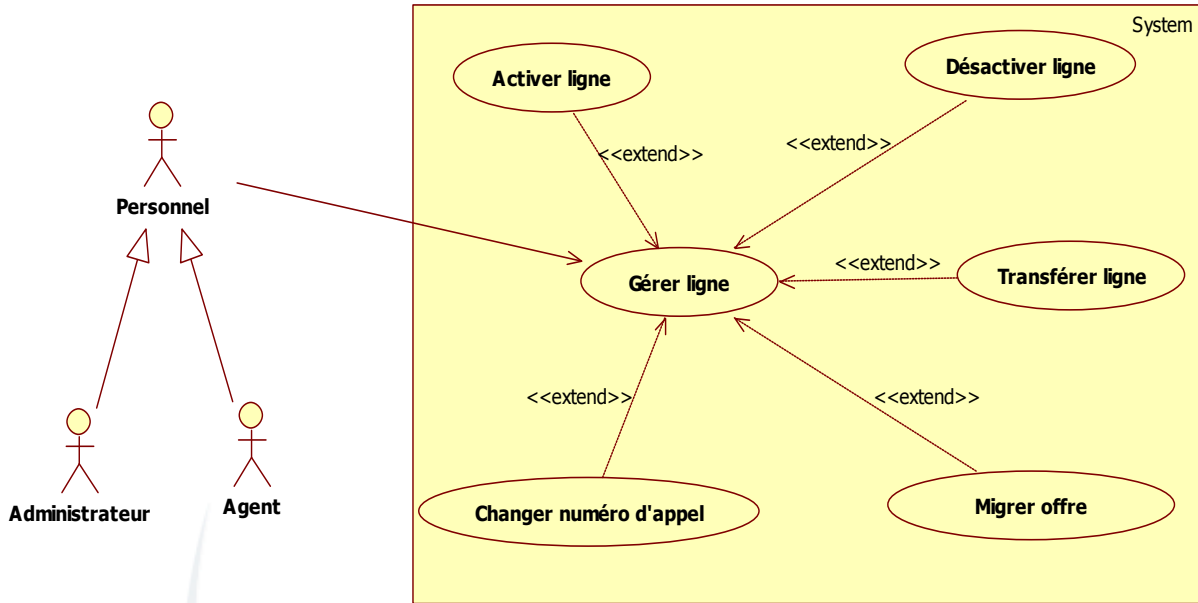 System
Activer ligne
Désactiver ligne
<<extend>>
<<extend>>
Personnel
Gérer ligne
<<extend>>
Transférer ligne
<<extend>>
<<extend>>
Administrateur
Agent
Changer numéro d'appel
Migrer offre